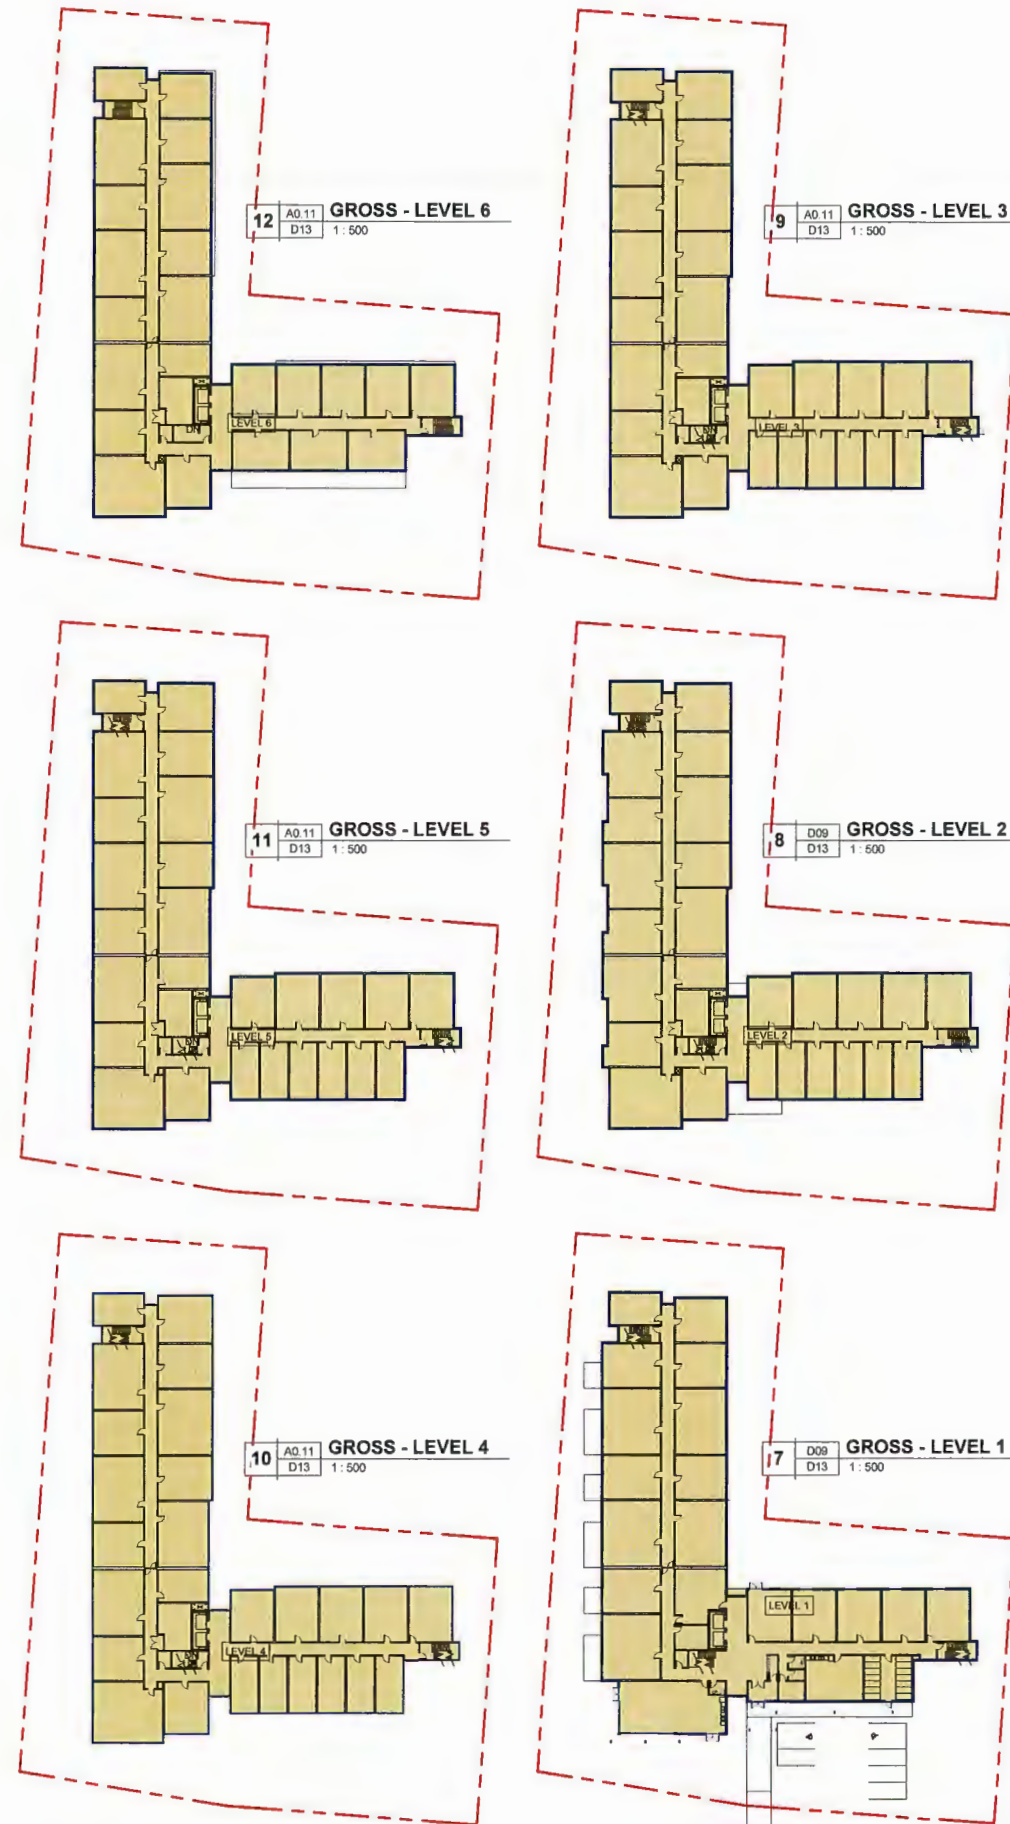 12 A0.11 GROSS - LEVEL 6
D13 1 : 500
LEVEL 6
DN
9 A0.11 GROSS - LEVEL 3
D13 1 : 500
LEVEL 3
DN
11 A0.11 GROSS - LEVEL 5
D13 1 : 500
LEVEL 5
DN
8 D09 GROSS - LEVEL 2
D13 1 : 500
LEVEL 2
10 A0.11 GROSS - LEVEL 4
D13 1 : 500
LEVEL 4
DN
7 D09 GROSS - LEVEL 1
D13 1 : 500
LEVEL 1